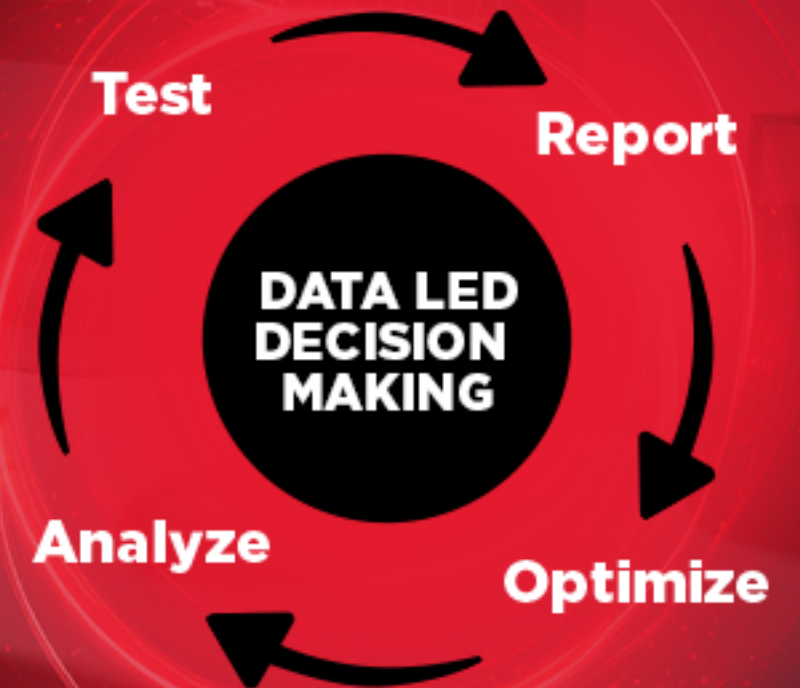 Test
Report
DATA LED
DECISION
MAKING
Analyze
Optimize